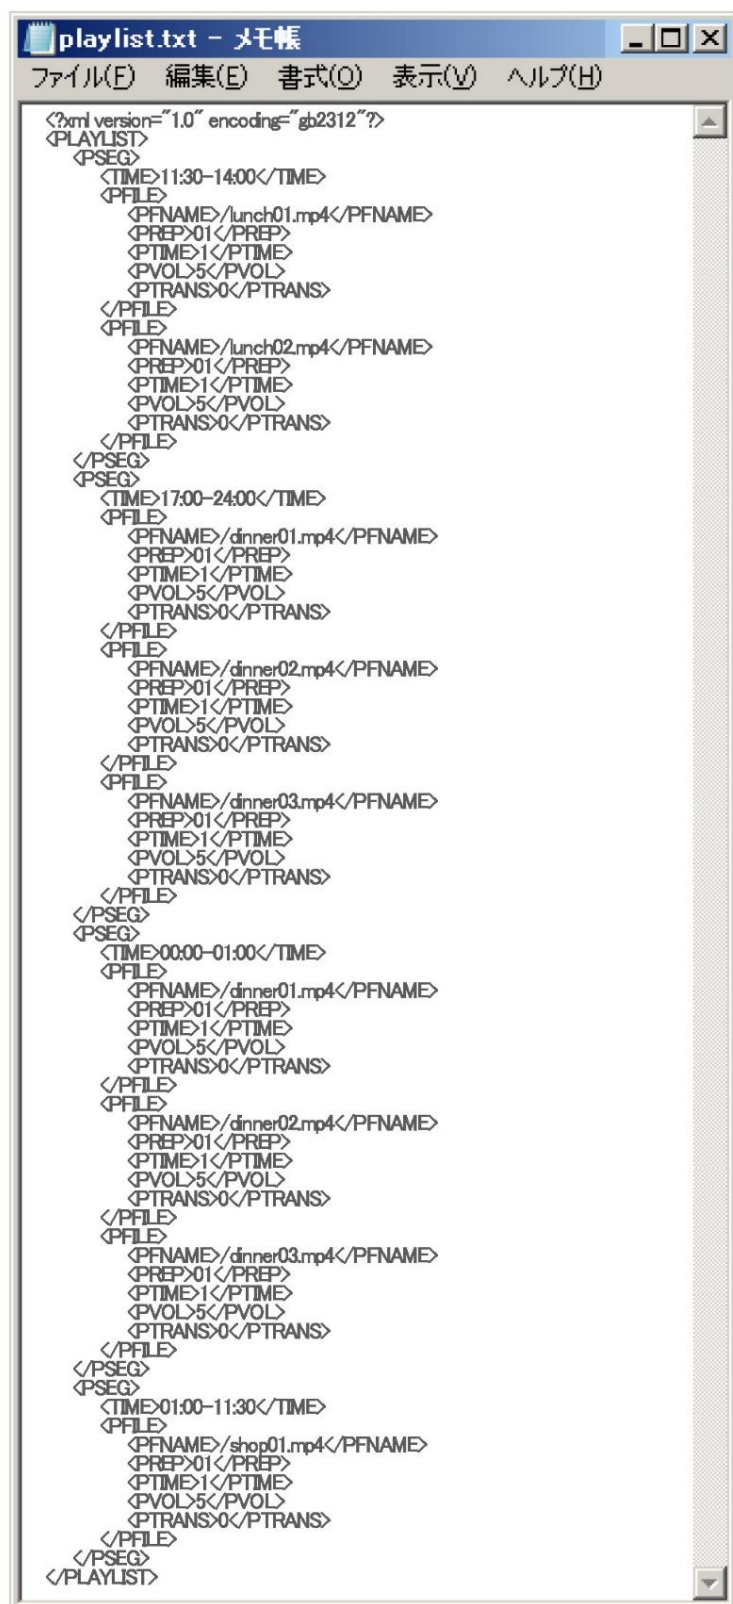 playlist.txt - メモ帳
ファイル(F) 編集(E) 書式(O) 表示(V) ヘルプ(H)
<?xml version="1.0" encoding="gb2312"?>
<PLAYLIST>
<PSEG>
<TIME>11:30-14:00</TIME>
<PFILE>
<PFNAME>/lunch01.mp4</PFNAME>
<PREP>01</PREP>
<PTIME>1</PTIME>
<PVOL>5</PVOL>
<PTRANS>0</PTRANS>
</PFILE>
<PFILE>
<PFNAME>/lunch02.mp4</PFNAME>
<PREP>01</PREP>
<PTIME>1</PTIME>
<PVOL>5</PVOL>
<PTRANS>0</PTRANS>
</PFILE>
</PSEG>
<PSEG>
<TIME>17:00-24:00</TIME>
<PFILE>
<PFNAME>/dinner01.mp4</PFNAME>
<PREP>01</PREP>
<PTIME>1</PTIME>
<PVOL>5</PVOL>
<PTRANS>0</PTRANS>
</PFILE>
<PFILE>
<PFNAME>/dinner02.mp4</PFNAME>
<PREP>01</PREP>
<PTIME>1</PTIME>
<PVOL>5</PVOL>
<PTRANS>0</PTRANS>
</PFILE>
<PFILE>
<PFNAME>/dinner03.mp4</PFNAME>
<PREP>01</PREP>
<PTIME>1</PTIME>
<PVOL>5</PVOL>
<PTRANS>0</PTRANS>
</PFILE>
</PSEG>
<PSEG>
<TIME>00:00-01:00</TIME>
<PFILE>
<PFNAME>/dinner01.mp4</PFNAME>
<PREP>01</PREP>
<PTIME>1</PTIME>
<PVOL>5</PVOL>
<PTRANS>0</PTRANS>
</PFILE>
<PFILE>
<PFNAME>/dinner02.mp4</PFNAME>
<PREP>01</PREP>
<PTIME>1</PTIME>
<PVOL>5</PVOL>
<PTRANS>0</PTRANS>
</PFILE>
<PFILE>
<PFNAME>/dinner03.mp4</PFNAME>
<PREP>01</PREP>
<PTIME>1</PTIME>
<PVOL>5</PVOL>
<PTRANS>0</PTRANS>
</PFILE>
</PSEG>
<PSEG>
<TIME>01:00-11:30</TIME>
<PFILE>
<PFNAME>/shop01.mp4</PFNAME>
<PREP>01</PREP>
<PTIME>1</PTIME>
<PVOL>5</PVOL>
<PTRANS>0</PTRANS>
</PFILE>
</PSEG>
</PLAYLIST>